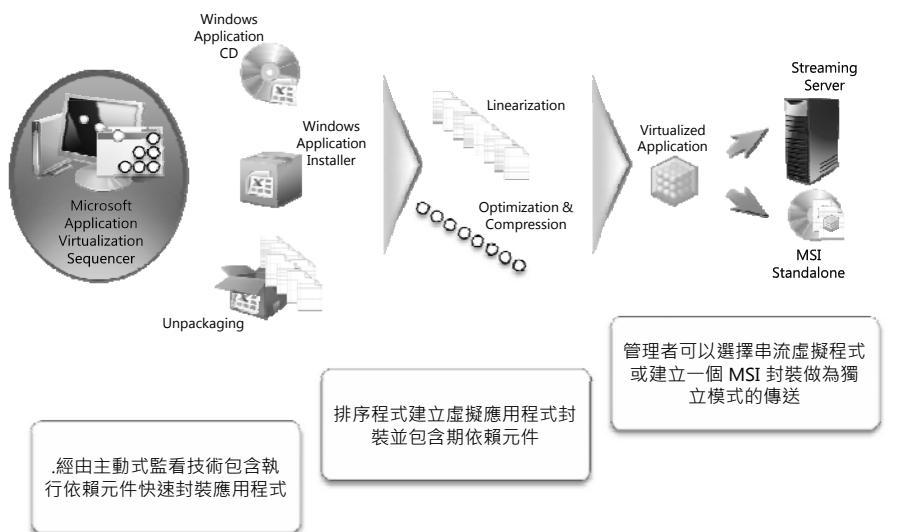 Windows
Application
CD
Windows
Application
Installer
Unpackaging
Microsoft
Application
Virtualization
Sequencer
Linearization
Optimization &
Compression
Virtualized
Application
Streaming
Server
MSI
Standalone
.經由主動式監看技術包含執
行依賴元件快速封裝應用程式
排序程式建立虛擬應用程式封
裝並包含期依賴元件
管理者可以選擇串流虛擬程式
或建立一個 MSI 封裝做為獨
立模式的傳送